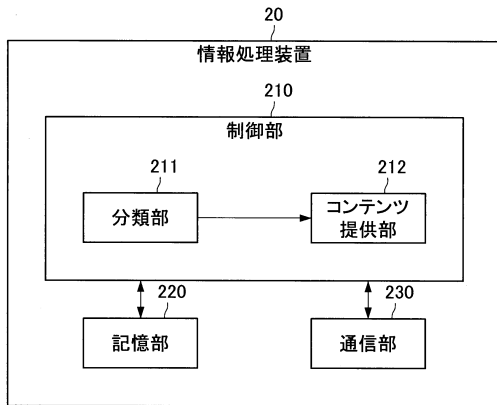 20
情報処理装置
210
制御部
211
212
分類部
コンテンツ
提供部
220
230
記憶部
通信部